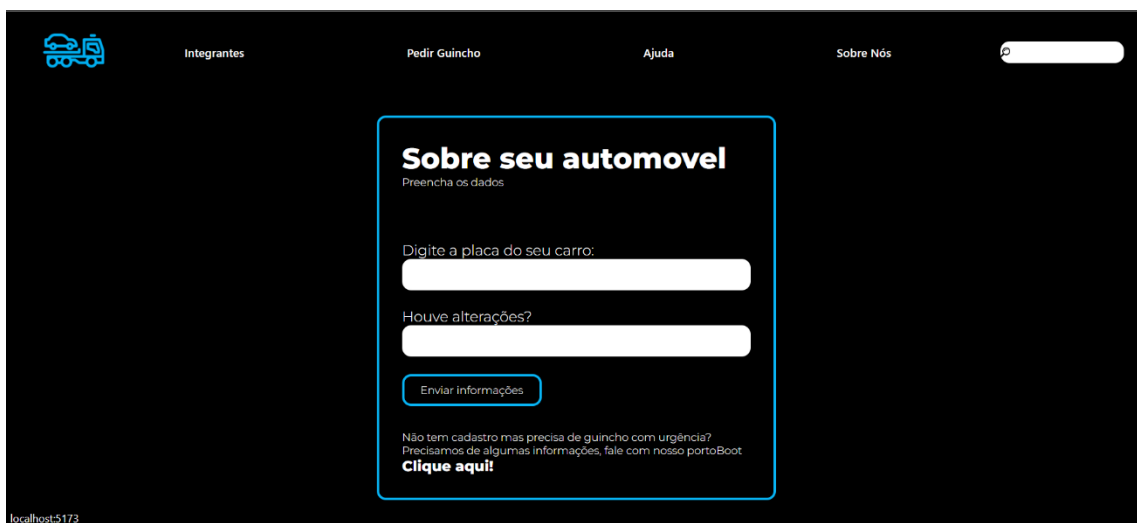 Integrantes
Pedir Guincho
Ajuda
Sobre Nós
Sobre seu automovel
Preencha os dados
Digite a placa do seu carro:
Houve alterações?
Enviar informações
Não tem cadastro mas precisa de guincho com urgência?
Precisamos de algumas informações, fale com nosso portoBoot
Clique aqui!
localhost:5173